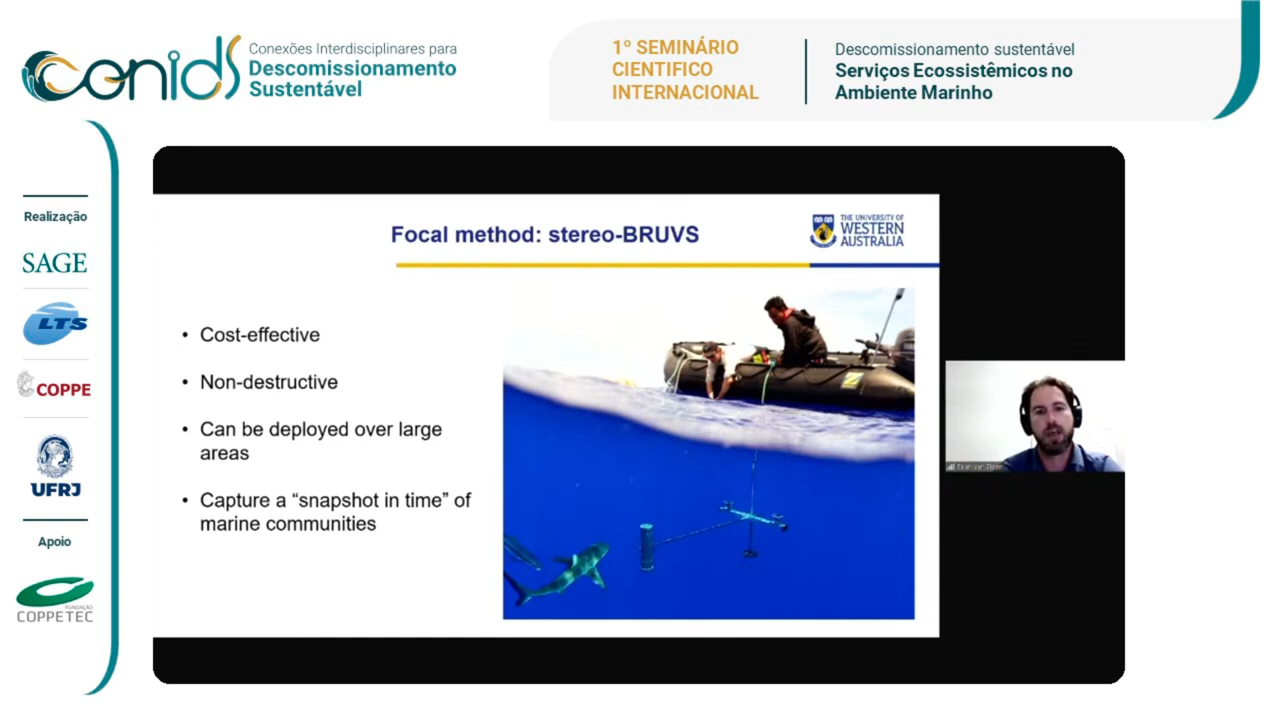 conids
Conexões Interdisciplinares para
Descomissionamento
Sustentável
1º SEMINÁRIO
CIENTIFICO
INTERNACIONAL
Descomissionamento sustentável
Serviços Ecossistêmicos no
Ambiente Marinho
Realização
SAGE
LTS
COPPE
UFRJ
Apoio
FUNDAÇÃO
COPPETEC
Focal method: stereo-BRUVS
THE UNIVERSITY OF
WESTERN
AUSTRALIA
• Cost-effective
• Non-destructive
• Can be deployed over large
areas
• Capture a “snapshot in time” of
marine communities